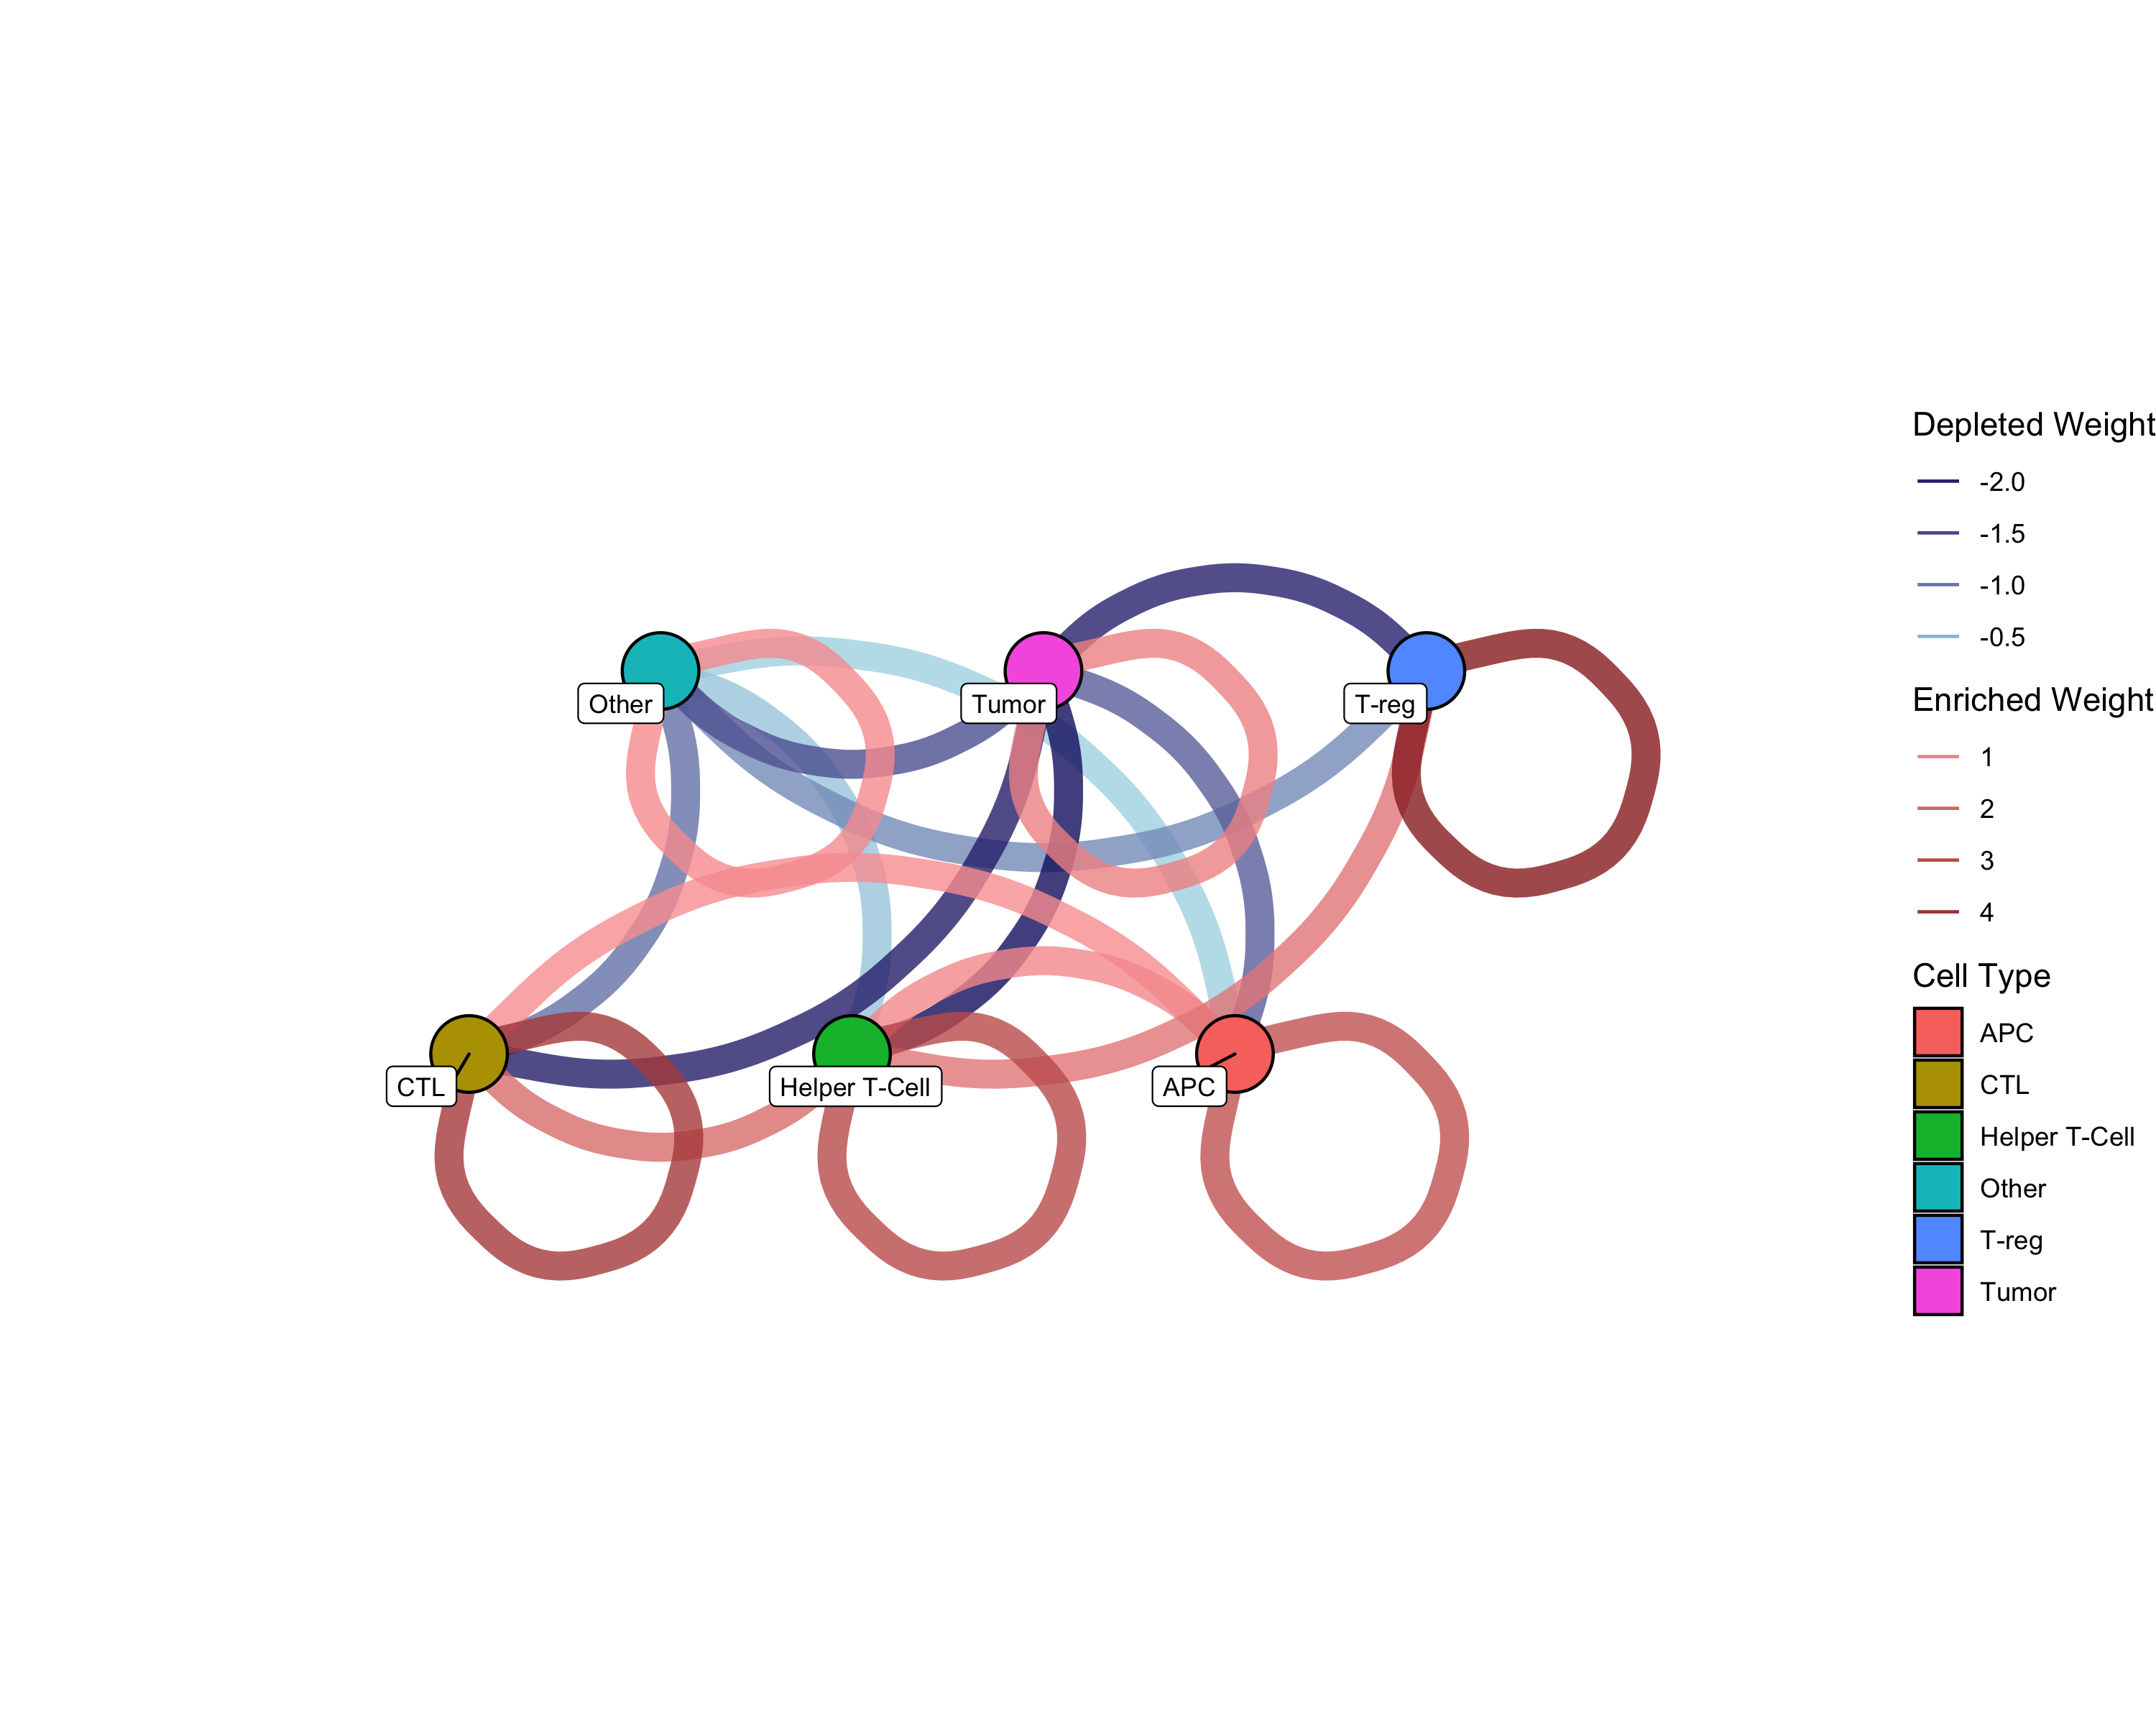 Other
Tumor
T-reg
CTL
Helper T-Cell
APC
Depleted Weight
-2.0
-1.5
-1.0
-0.5
Enriched Weight
1
2
3
4
Cell Type
APC
CTL
Helper T-Cell
Other
T-reg
Tumor